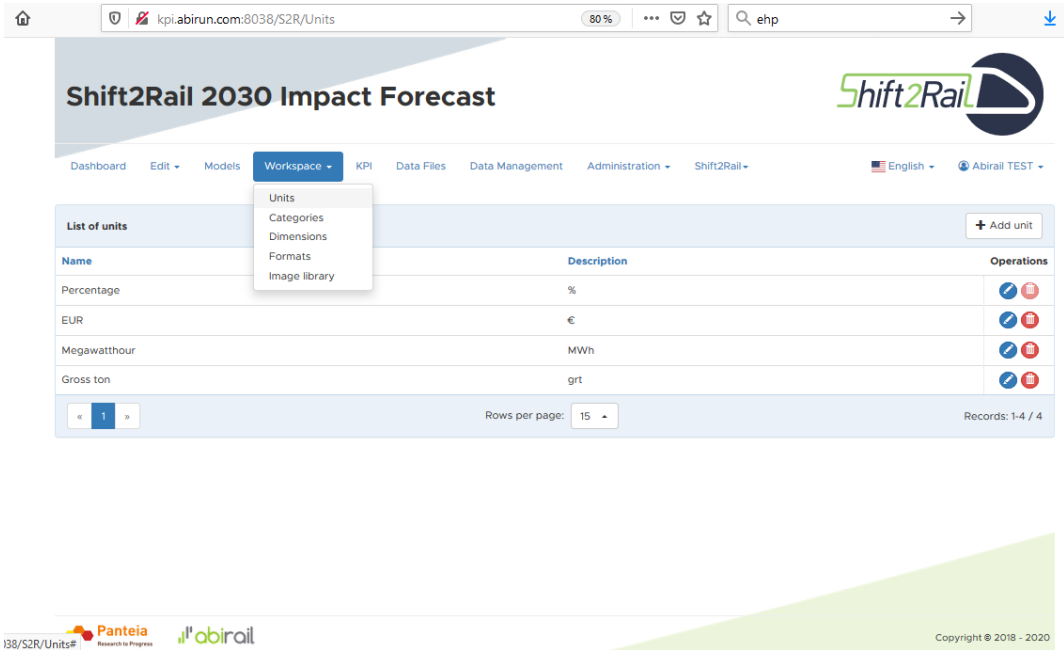 kpi.abirun.com:8038/S2R/Units 80% ehp
Shift2Rail 2030 Impact Forecast
Shift2Rail
Dashboard Edit Models Workspace KPI Data Files Data Management Administration Shift2Rail English Abirail TEST
Units
Categories
Dimensions
Formats
Image library
List of units + Add unit
Name Description Operations
Percentage %
EUR €
Megawatthour MWh
Gross ton grt
« 1 » Rows per page: 15 Records: 1-4 / 4
Panteia
Research to Progress
abirail
Copyright © 2018 - 2020
038/S2R/Units#